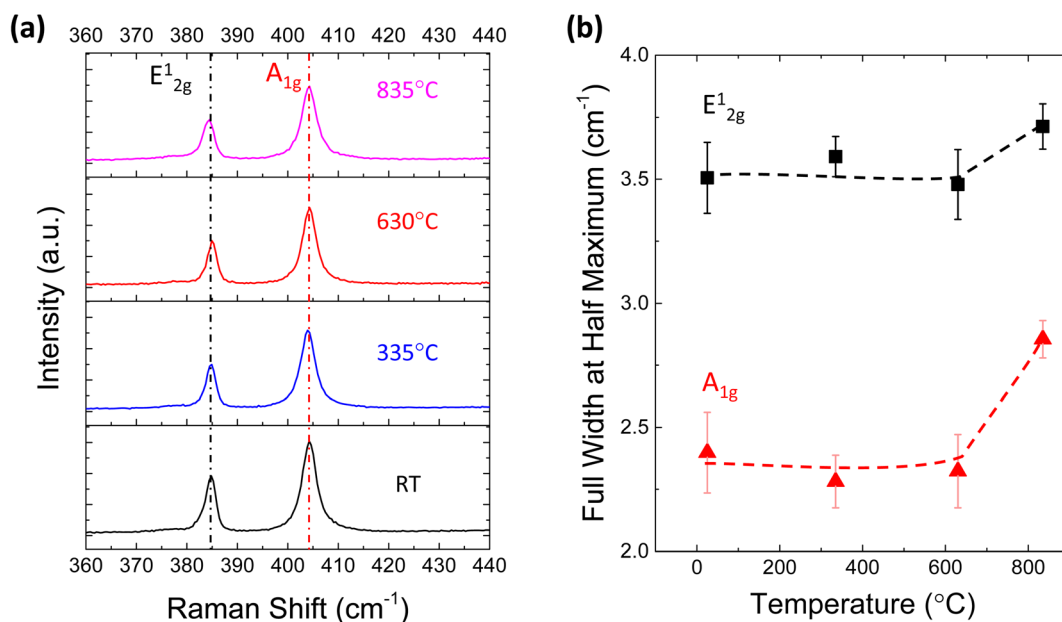 (a)
360 380 390 400 410 420 430 440
E¹₂g
A₁g
835°C
630°C
335°C
RT
Intensity (a.u.)
360 370 380 390 400 410 420 430 440
Raman Shift (cm⁻¹)
(b)
4.0
3.5
3.0
2.5
2.0
E¹₂g
A₁g
Full Width at Half Maximum (cm⁻¹)
0 200 400 600 800
Temperature (°C)